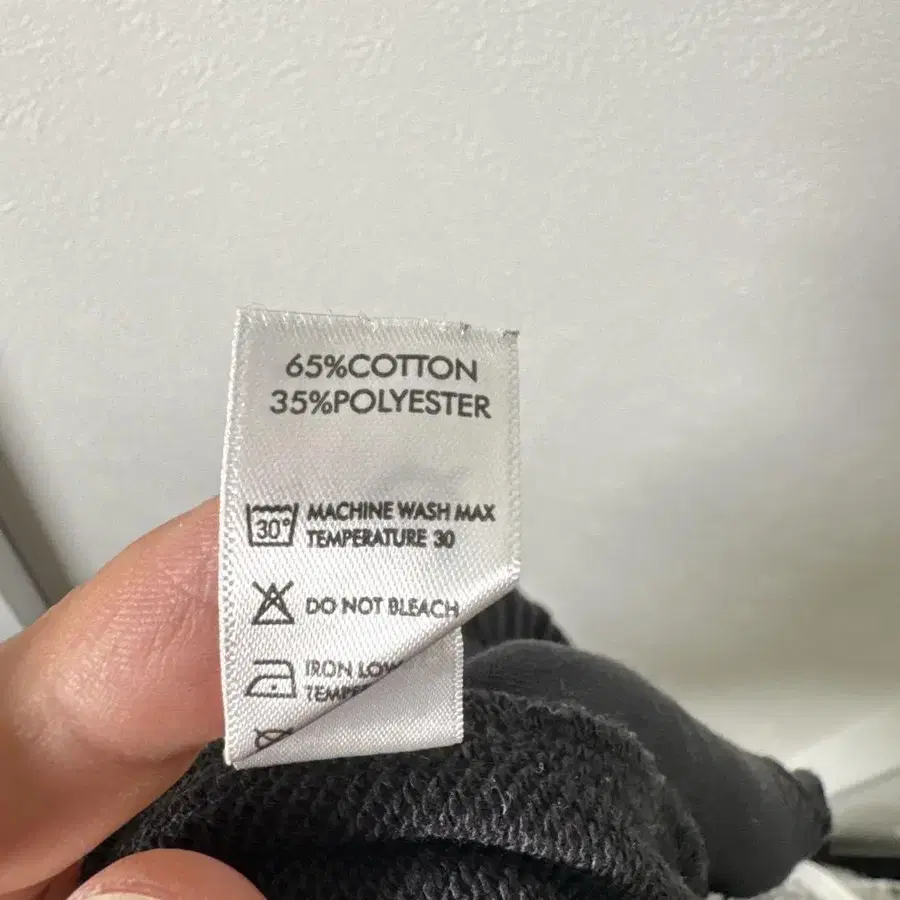 65%COTTON
35%POLYESTER
30° MACHINE WASH MAX
TEMPERATURE 30
DO NOT BLEACH
IRON LOW